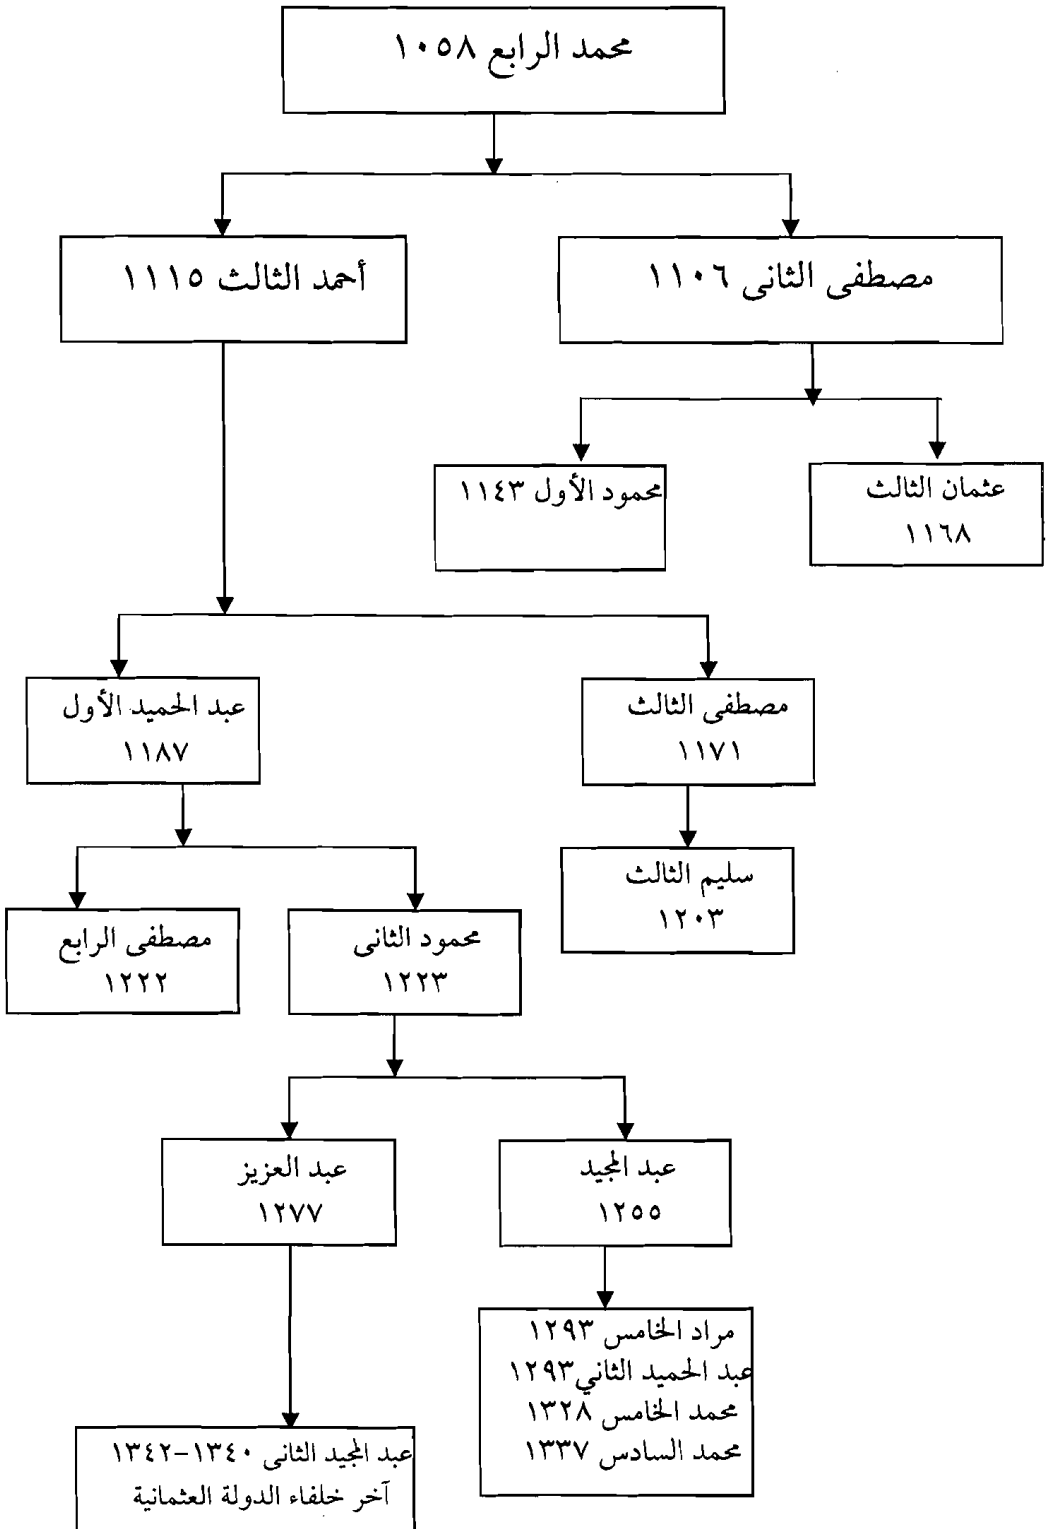 محمد الرابع ١٠٥٨
مصطفى الثانى ١١٠٦
أحمد الثالث ١١١٥
عثمان الثالث
١١٦٨
محمود الأول ١١٤٣
مصطفى الثالث
١١٧١
عبد الحميد الأول
١١٨٧
سليم الثالث
١٢٠٣
محمود الثانى
١٢٢٣
مصطفى الرابع
١٢٢٢
عبد المجيد
١٢٥٥
عبد العزيز
١٢٧٧
مراد الخامس ١٢٩٣
عبد الحميد الثاني١٢٩٣
محمد الخامس ١٣٢٨
محمد السادس ١٣٣٧
عبد المجيد الثانى ١٣٤٠-١٣٤٢
آخر خلفاء الدولة العثمانية